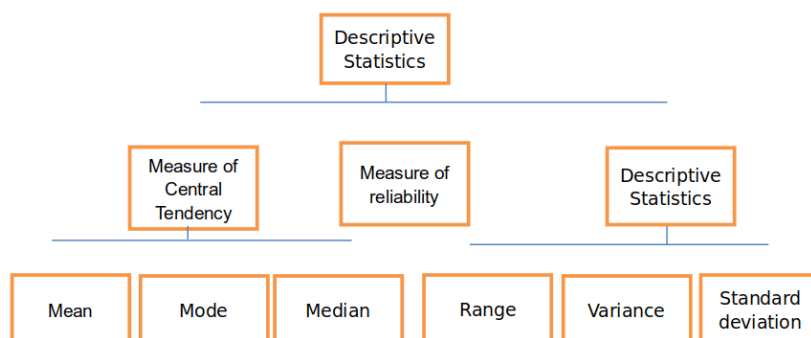 Descriptive
Statistics
Measure of
Central
Tendency
Measure of
reliability
Descriptive
Statistics
Mean
Mode
Median
Range
Variance
Standard
deviation